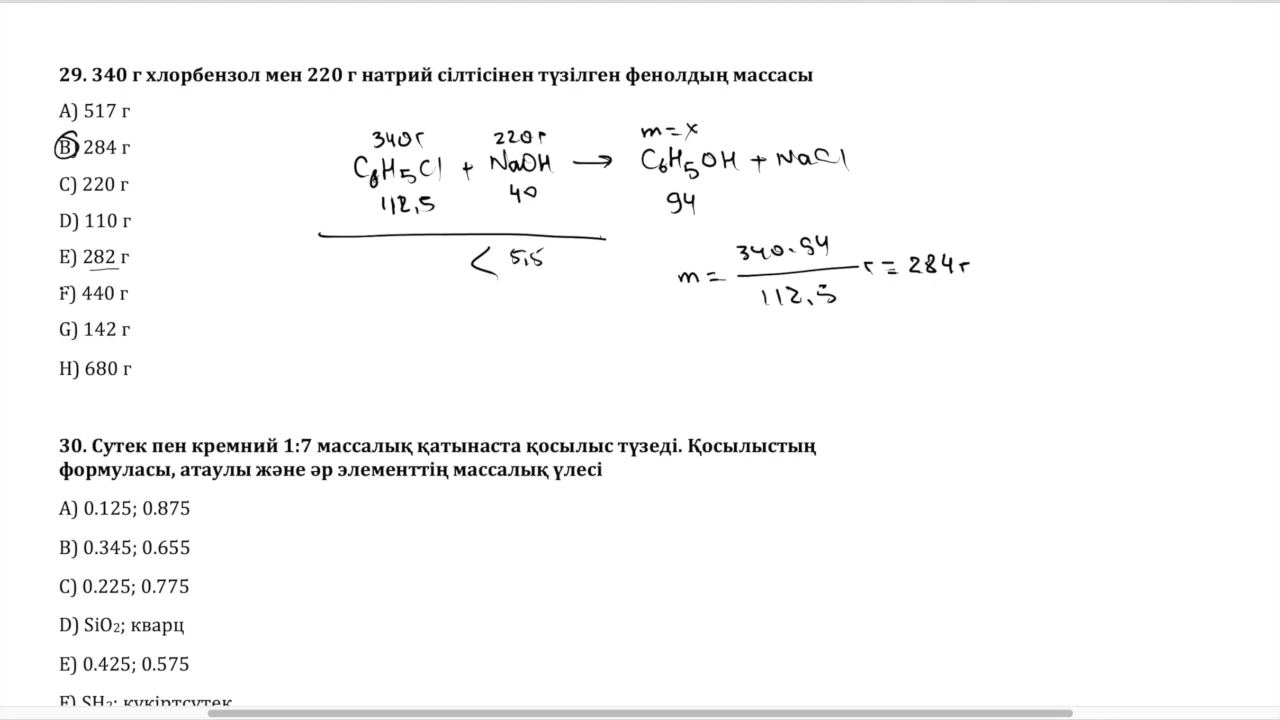 29. 340 г хлорбензол мен 220 г натрий сілтісінен түзілген фенолдың массасы
A) 517 г
B) 284 г
C) 220 г
D) 110 г
E) 282 г
F) 440 г
G) 142 г
H) 680 г
340г 220г m=x
C6H5Cl + NaOH → C6H5OH + NaCl
112,5 40 94
< 5,5
m = 340·94 / 112,5 г = 284г
30. Сутек пен кремний 1:7 массалық қатынаста қосылыс түзеді. Қосылыстың
формуласы, атаулы және әр элементтің массалық үлесі
A) 0.125; 0.875
B) 0.345; 0.655
C) 0.225; 0.775
D) SiO₂; кварц
E) 0.425; 0.575
F) SH₂; күкіртсутек